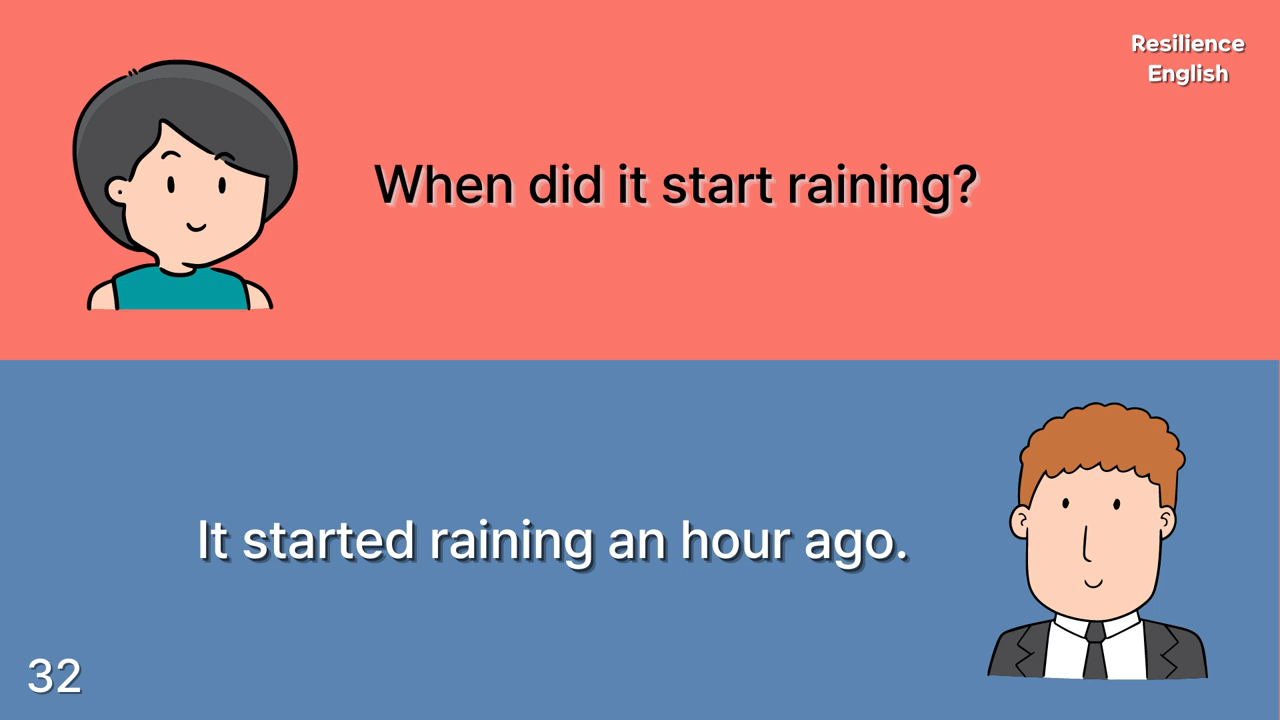 Resilience
English
When did it start raining?
It started raining an hour ago.
32